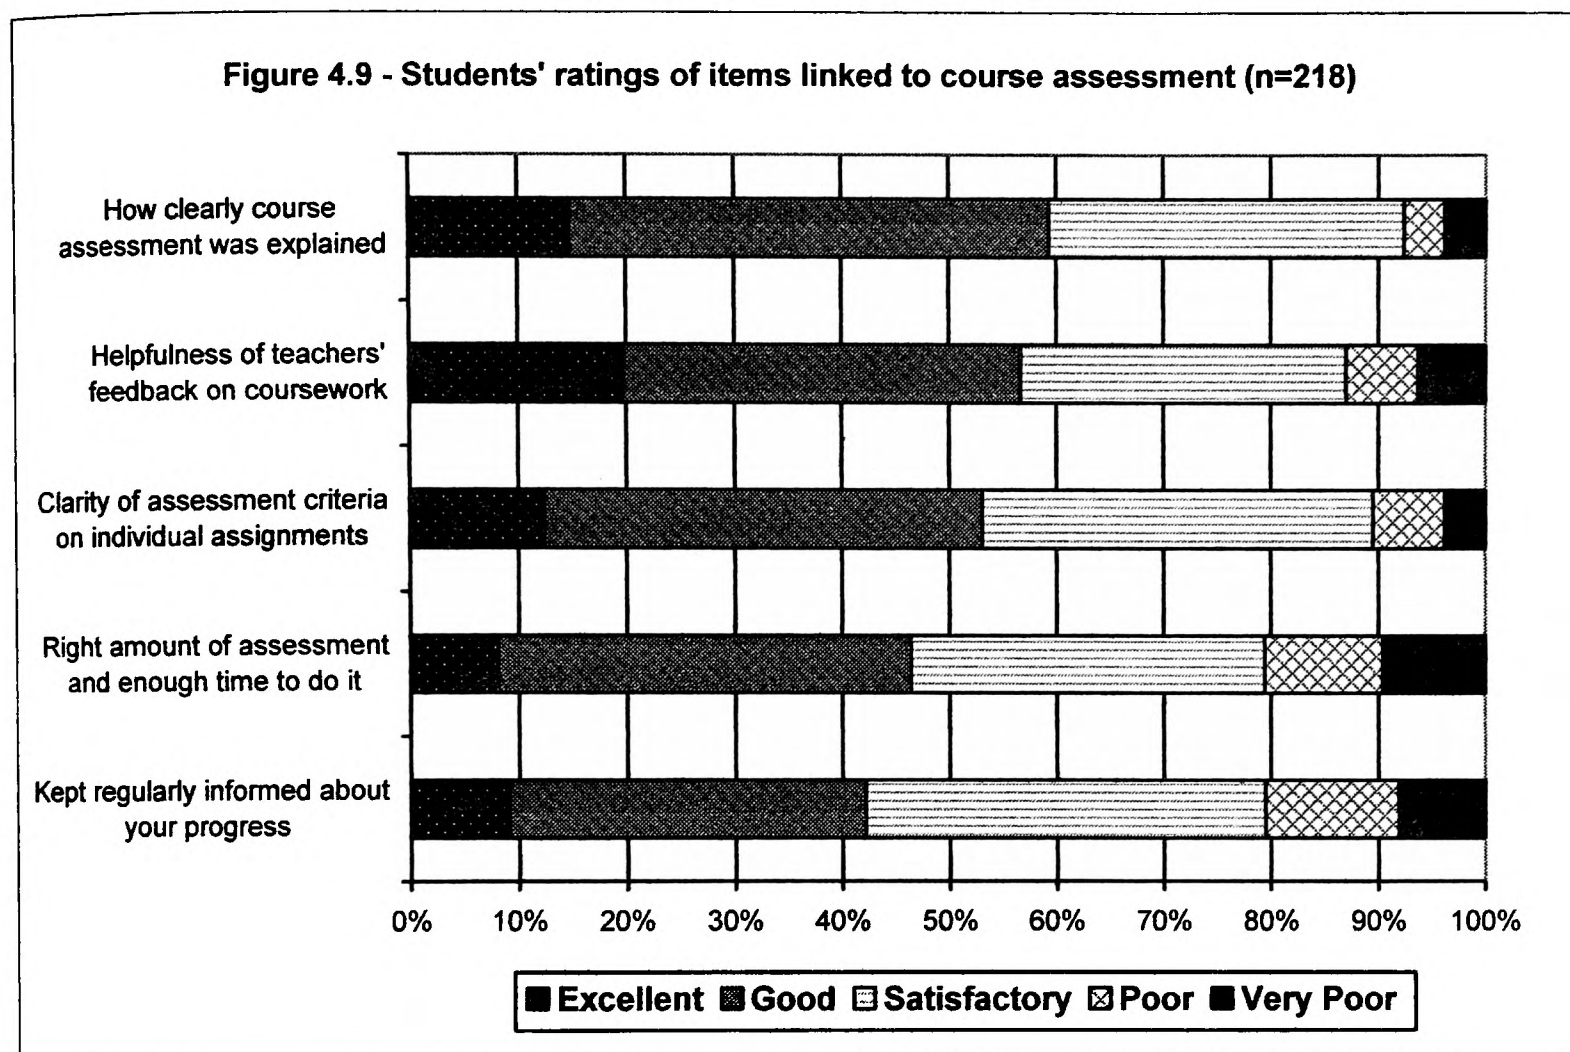 Figure 4.9 - Students' ratings of items linked to course assessment (n=218)
How clearly course
assessment was explained
Helpfulness of teachers'
feedback on coursework
Clarity of assessment criteria
on individual assignments
Right amount of assessment
and enough time to do it
Kept regularly informed about
your progress
0% 10% 20% 30% 40% 50% 60% 70% 80% 90% 100%
Excellent Good Satisfactory Poor Very Poor